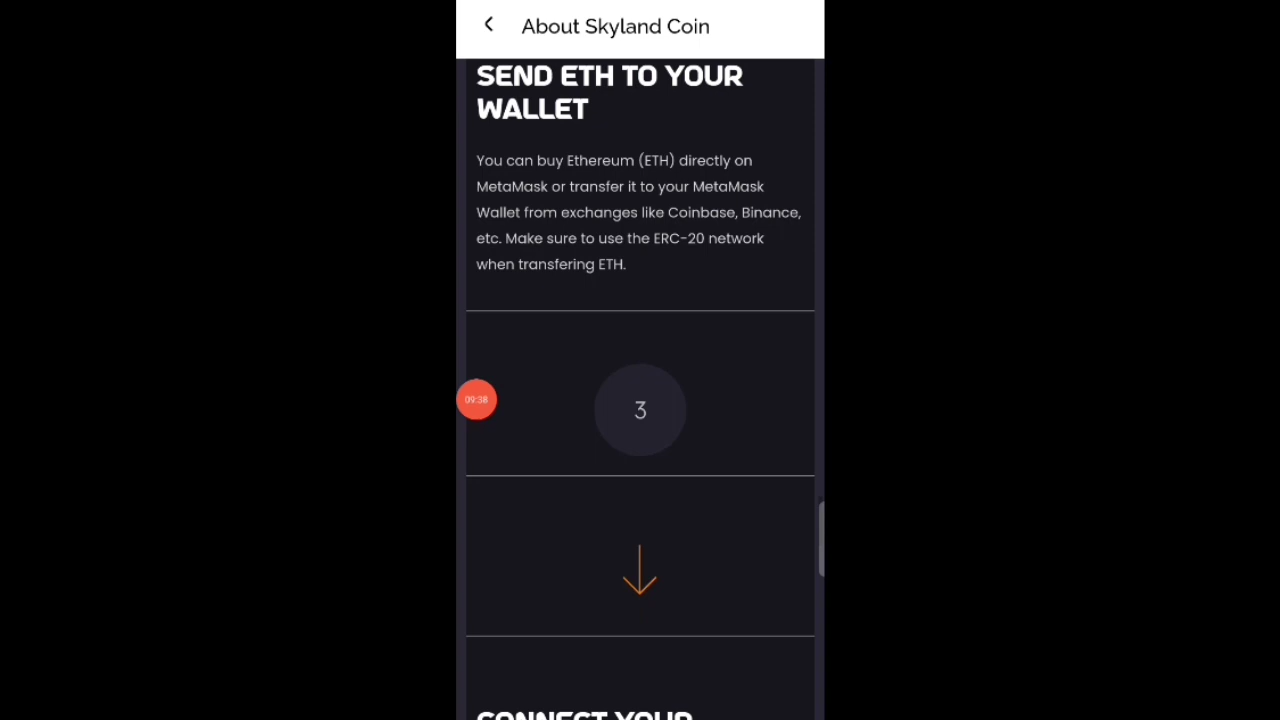 About Skyland Coin
SEND ETH TO YOUR
WALLET
You can buy Ethereum (ETH) directly on
MetaMask or transfer it to your MetaMask
Wallet from exchanges like Coinbase, Binance,
etc. Make sure to use the ERC-20 network
when transfering ETH.
09:38
3
CONNECT YOUR